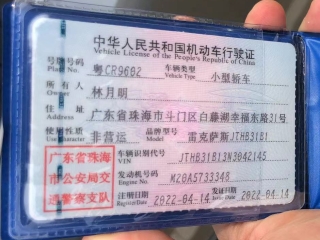 中华人民共和国机动车行驶证
Vehicle License of the People's Republic of China
号牌号码 粤CR9602 车辆类型 小型轿车
Plate No. Vehicle Type
所有人 林月明
Owner
住址 广东省珠海市斗门区白藤湖幸福东路31号
Address
使用性质 非营运 品牌型号 雷克萨斯JTHB31B1
Use Character Model
广东省珠海
市公安局交
通警察支队
车辆识别代号 JTHB31B13N3042145
VIN
发动机号码 M20A5733348
Engine No.
注册日期 2022-04-14 发证日期 2022-04-14
Register Date Issue Date